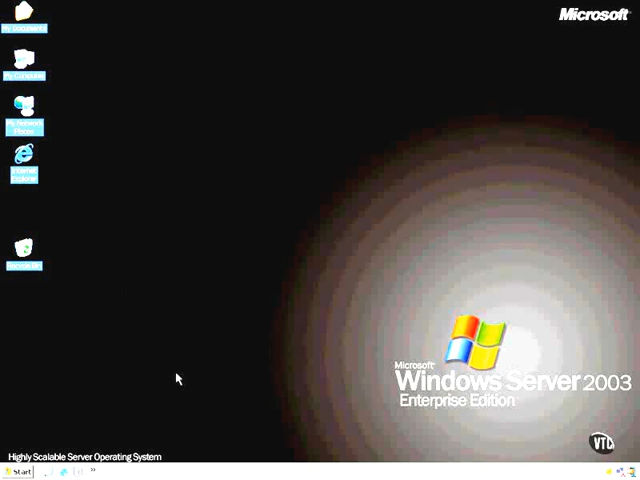 My Documents
Microsoft
My Computer
My Network
Places
Internet
Explorer
Recycle Bin
Microsoft
Windows Server 2003
Enterprise Edition
VTC
Highly Scalable Server Operating System
Start